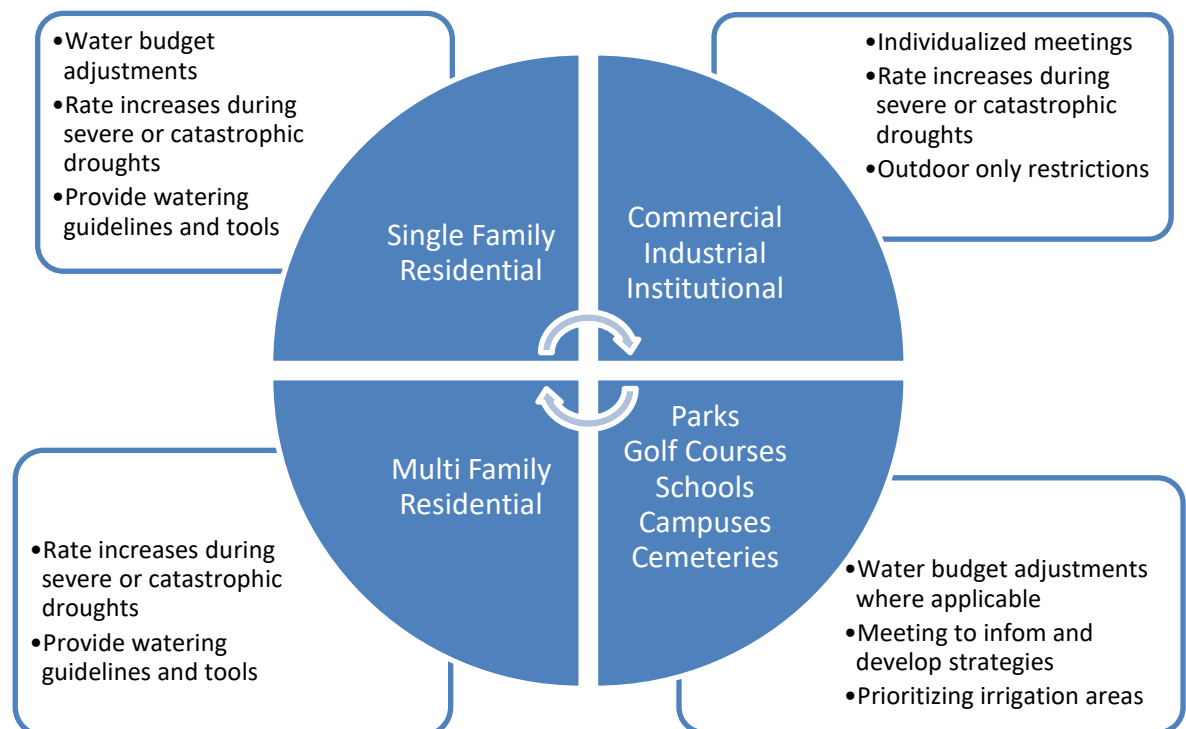 •Water budget
adjustments
•Rate increases during
severe or catastrophic
droughts
•Provide watering
guidelines and tools
•Individualized meetings
•Rate increases during
severe or catastrophic
droughts
•Outdoor only restrictions
Single Family
Residential
Commercial
Industrial
Institutional
Multi Family
Residential
Parks
Golf Courses
Schools
Campuses
Cemeteries
•Rate increases during
severe or catastrophic
droughts
•Provide watering
guidelines and tools
•Water budget adjustments
where applicable
•Meeting to infom and
develop strategies
•Prioritizing irrigation areas